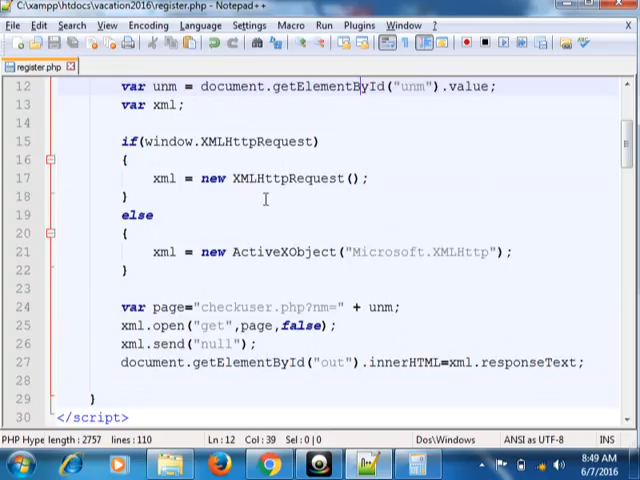 C:\xampp\htdocs\vacation2016\register.php - Notepad++
File Edit Search View Encoding Language Settings Macro Run Plugins Window ? X
register.php
12 var unm = document.getElementById("unm").value;
13 var xml;
14
15 if(window.XMLHttpRequest)
16 {
17 xml = new XMLHttpRequest();
18 }
19 else
20 {
21 xml = new ActiveXObject("Microsoft.XMLHttp");
22 }
23
24 var page="checkuser.php?nm=" + unm;
25 xml.open("get",page,false);
26 xml.send("null");
27 document.getElementById("out").innerHTML=xml.responseText;
28
29 }
30 </script>
PHP Hype length : 2757 lines : 110 Ln : 12 Col : 39 Sel : 0 | 0 Dos\Windows ANSI as UTF-8 INS
8:49 AM
6/7/2016